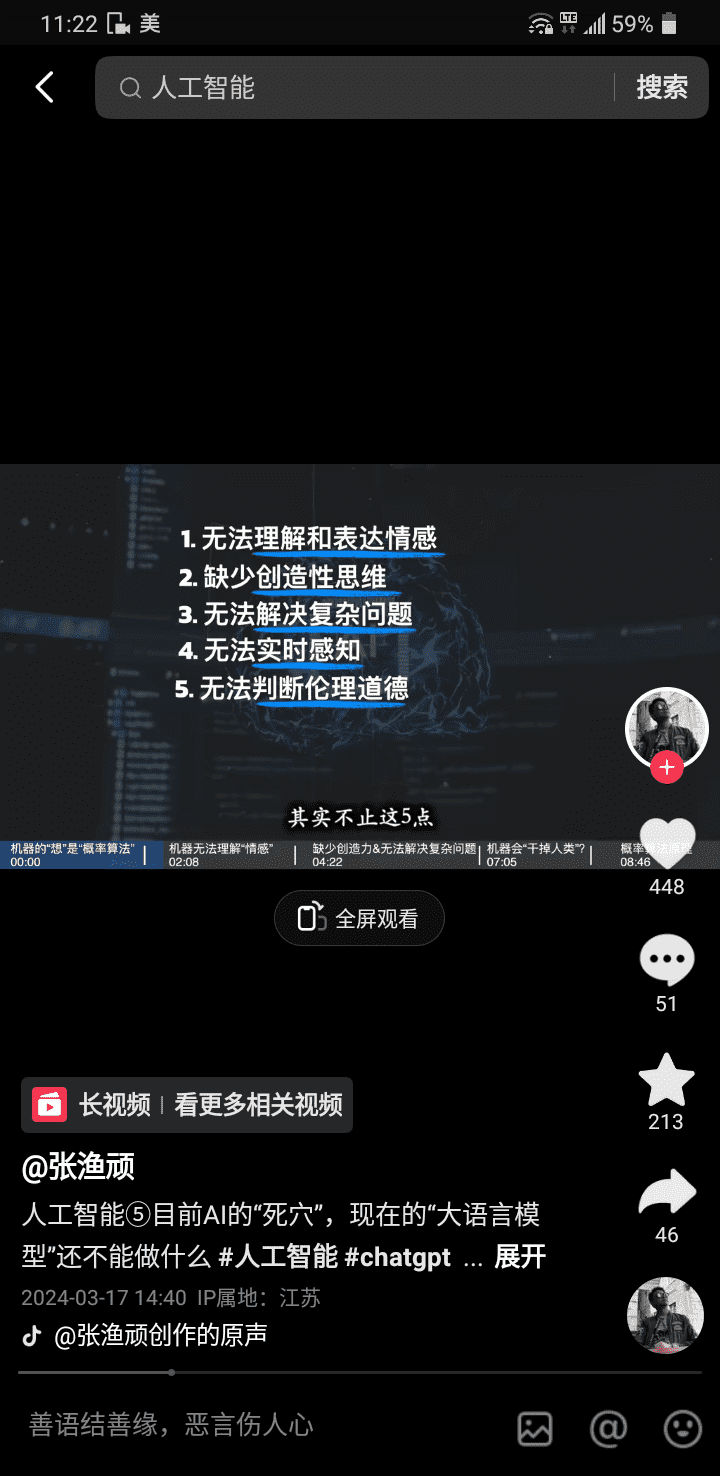 11:22 美 LTE 59%
人工智能 搜索
1. 无法理解和表达情感
2. 缺少创造性思维
3. 无法解决复杂问题
4. 无法实时感知
5. 无法判断伦理道德
其实不止这5点
机器的“想”是“概率算法” 机器无法理解“情感” 缺少创造力&无法解决复杂问题 机器会“干掉人类”? 概率算法原理
00:00 02:08 04:22 07:05 08:46
448
全屏观看
51
长视频 | 看更多相关视频
213
@张渔顽
人工智能⑤目前AI的“死穴”，现在的“大语言模
型”还不能做什么 #人工智能 #chatgpt ... 展开
46
2024-03-17 14:40 IP属地：江苏
@张渔顽创作的原声
善语结善缘，恶言伤人心